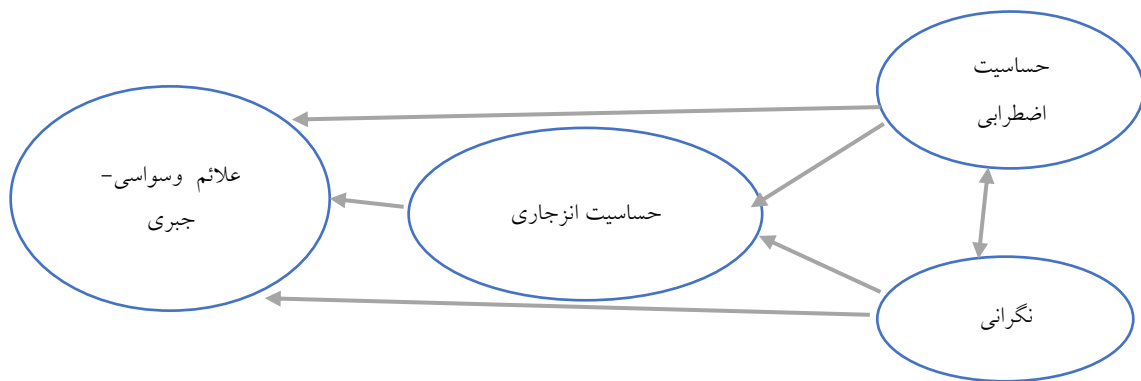 حساسیت
اضطرابی
علائم وسواسی-
جبری
حساسیت انزجاری
نگرانی